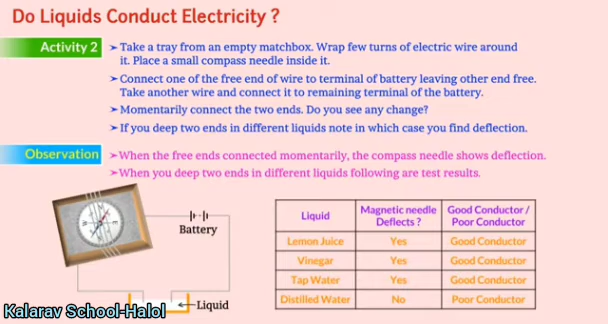 Do Liquids Conduct Electricity ?
Activity 2
➤Take a tray from an empty matchbox. Wrap few turns of electric wire around
it. Place a small compass needle inside it.
➤Connect one of the free end of wire to terminal of battery leaving other end free.
Take another wire and connect it to remaining terminal of the battery.
➤Momentarily connect the two ends. Do you see any change?
➤If you deep two ends in different liquids note in which case you find deflection.
Observation
➤When the free ends connected momentarily, the compass needle shows deflection.
➤When you deep two ends in different liquids following are test results.
Battery
Liquid
Liquid Magnetic needle Deflects ? Good Conductor / Poor Conductor
Lemon Juice Yes Good Conductor
Vinegar Yes Good Conductor
Tap Water Yes Good Conductor
Distilled Water No Poor Conductor
Kalarav School-Halol